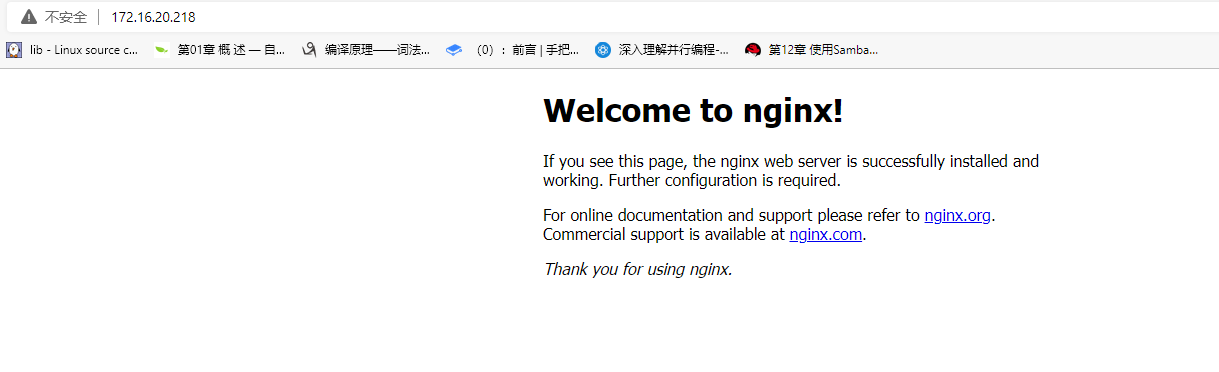 不安全 | 172.16.20.218
lib - Linux source c... 第01章 概 述 — 自... 编译原理——词法... （0）：前言 | 手把... 深入理解并行编程-... 第12章 使用Samba...
Welcome to nginx!
If you see this page, the nginx web server is successfully installed and
working. Further configuration is required.
For online documentation and support please refer to nginx.org.
Commercial support is available at nginx.com.
Thank you for using nginx.